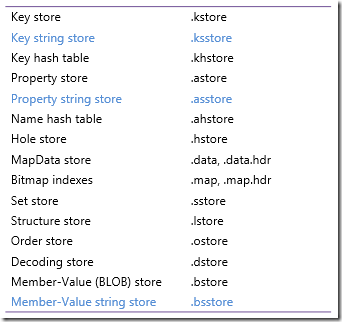 Key store .kstore
Key string store .ksstore
Key hash table .khstore
Property store .astore
Property string store .asstore
Name hash table .ahstore
Hole store .hstore
MapData store .data, .data.hdr
Bitmap indexes .map, .map.hdr
Set store .sstore
Structure store .lstore
Order store .ostore
Decoding store .dstore
Member-Value (BLOB) store .bstore
Member-Value string store .bsstore